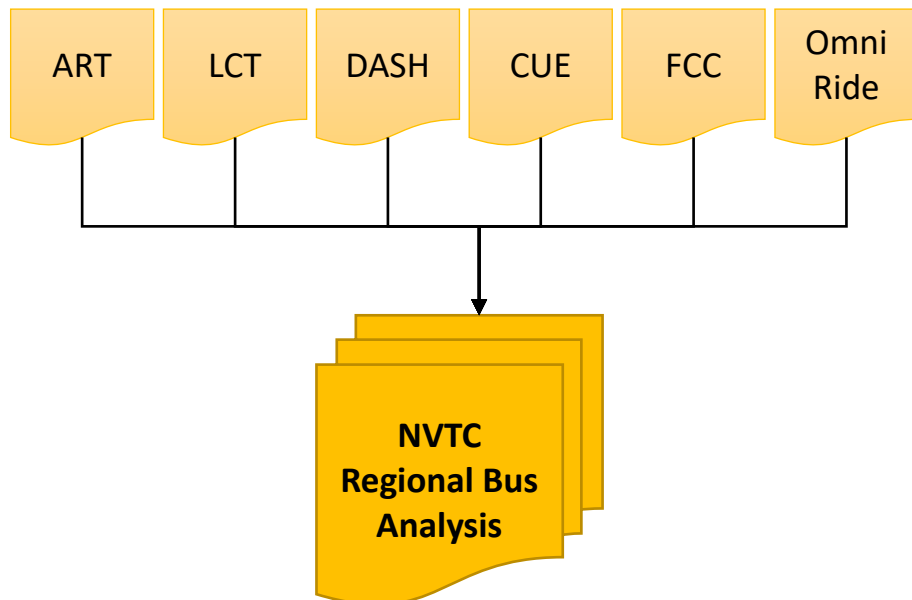 ART
LCT
DASH
CUE
FCC
Omni
Ride
NVTC
Regional Bus
Analysis